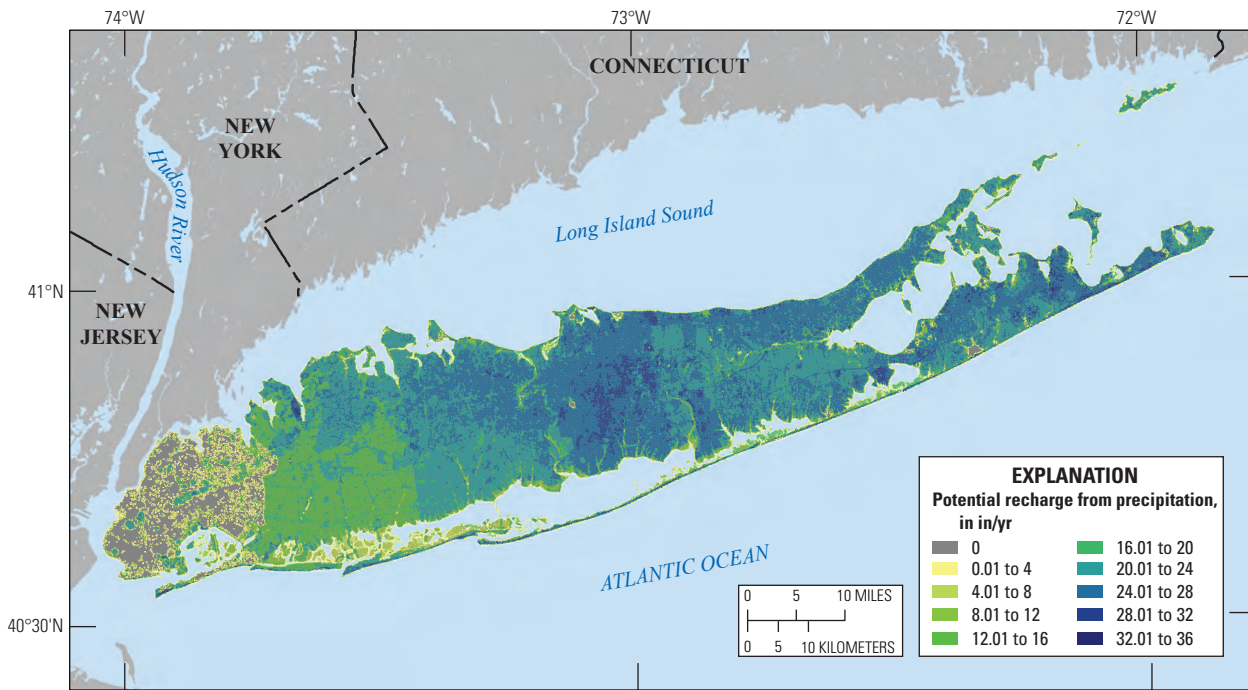 74°W
73°W
72°W
CONNECTICUT
NEW
YORK
Hudson River
Long Island Sound
41°N
NEW
JERSEY
ATLANTIC OCEAN
40°30'N
0 5 10 MILES
0 5 10 KILOMETERS
EXPLANATION
Potential recharge from precipitation,
in in/yr
0
0.01 to 4
4.01 to 8
8.01 to 12
12.01 to 16
16.01 to 20
20.01 to 24
24.01 to 28
28.01 to 32
32.01 to 36